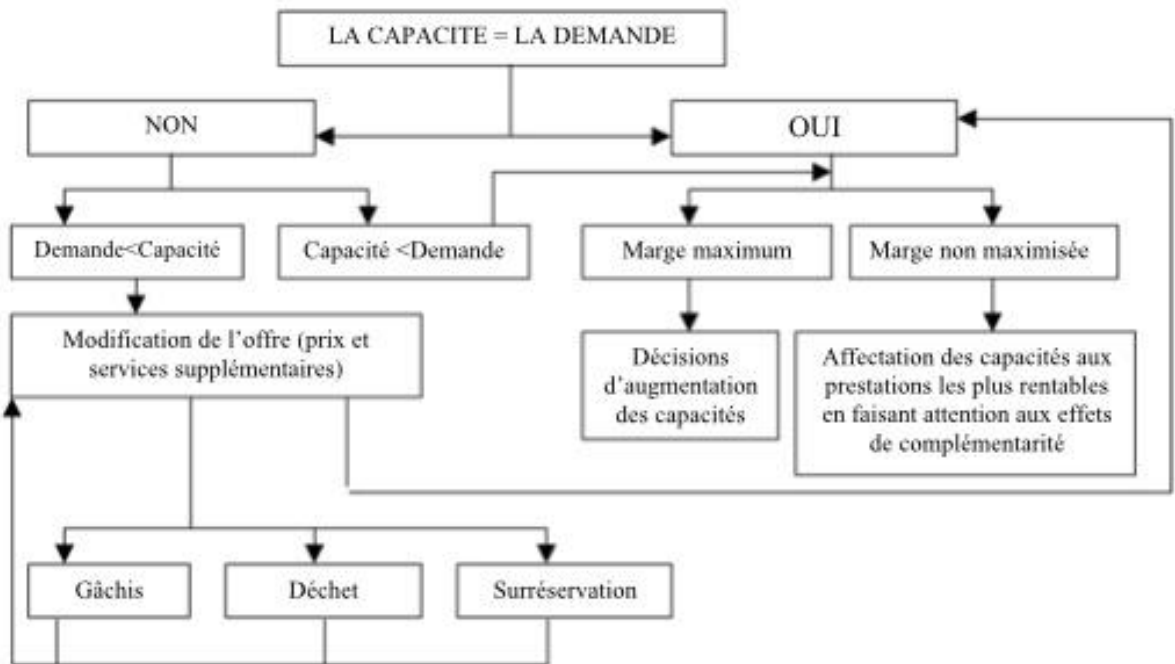 LA CAPACITE = LA DEMANDE
NON
OUI
Demande<Capacité
Capacité <Demande
Marge maximum
Marge non maximisée
Modification de l'offre (prix et
services supplémentaires)
Décisions
d'augmentation
des capacités
Affectation des capacités aux
prestations les plus rentables
en faisant attention aux effets
de complémentarité
Gâchis
Déchet
Surréservation